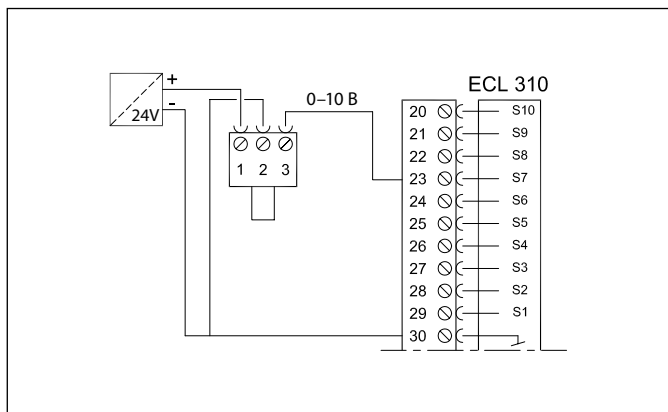 ECL 310
+
-
24V
0–10 В
1 2 3
20 S10
21 S9
22 S8
23 S7
24 S6
25 S5
26 S4
27 S3
28 S2
29 S1
30